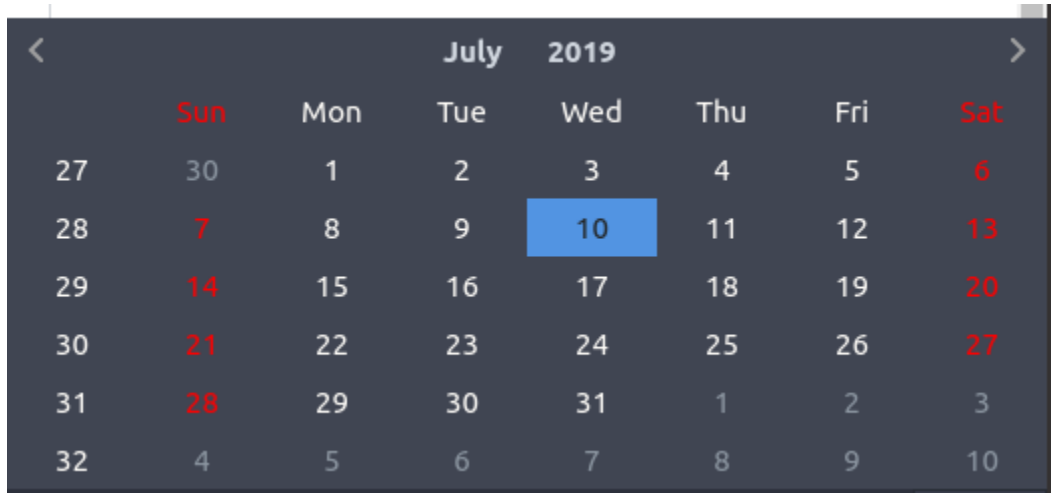 July 2019
Sun Mon Tue Wed Thu Fri Sat
27 30 1 2 3 4 5 6
28 7 8 9 10 11 12 13
29 14 15 16 17 18 19 20
30 21 22 23 24 25 26 27
31 28 29 30 31 1 2 3
32 4 5 6 7 8 9 10